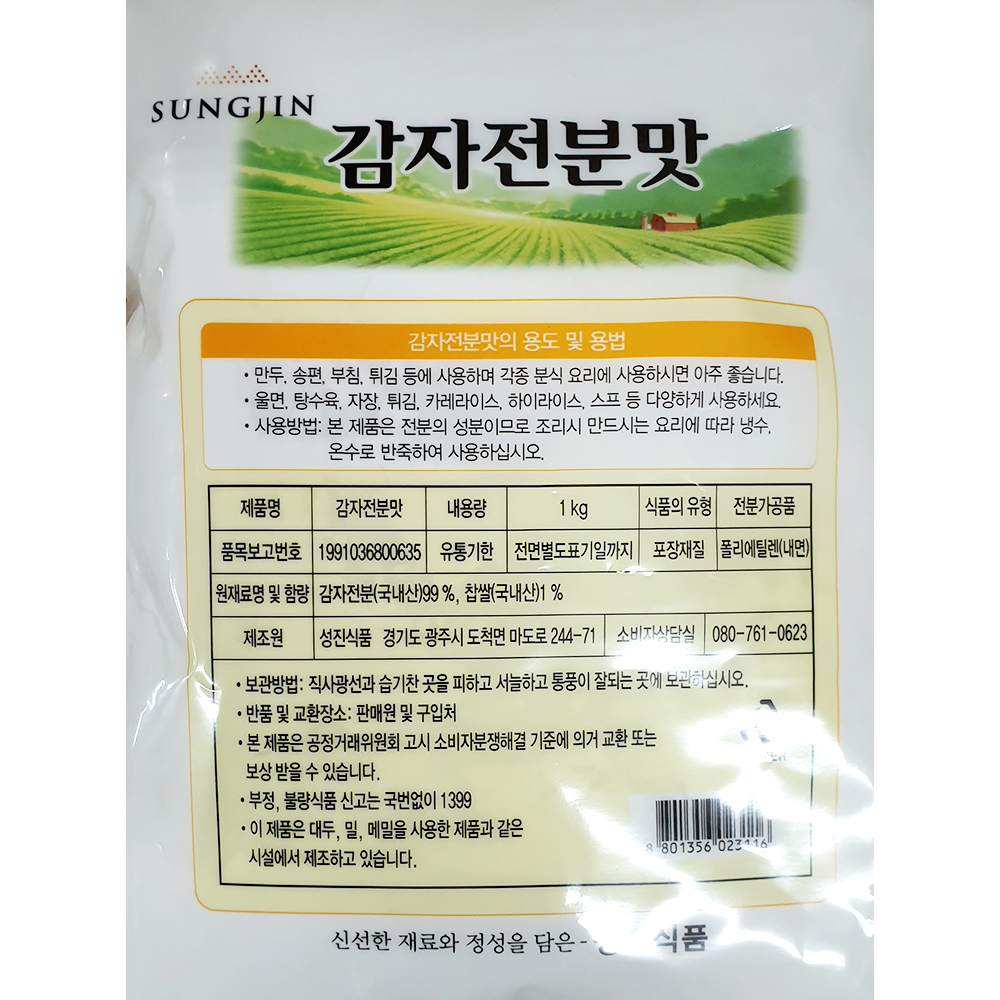 SUNGJIN
감자전분맛
감자전분맛의 용도 및 용법
• 만두, 송편, 부침, 튀김 등에 사용하며 각종 분식 요리에 사용하시면 아주 좋습니다.
• 울면, 탕수육, 자장, 튀김, 카레라이스, 하이라이스, 스프 등 다양하게 사용하세요.
• 사용방법: 본 제품은 전분의 성분이므로 조리시 만드시는 요리에 따라 냉수.
온수로 반죽하여 사용하십시오.
제품명 감자전분맛 내용량 1 kg 식품의 유형 전분가공품
품목보고번호 1991036800635 유통기한 전면별도표기일까지 포장재질 폴리에틸렌(내면)
원재료명 및 함량 감자전분(국내산)99 %, 찹쌀(국내산)1 %
제조원 성진식품 경기도 광주시 도척면 마도로 244-71 소비자상담실 080-761-0623
• 보관방법: 직사광선과 습기찬 곳을 피하고 서늘하고 통풍이 잘되는 곳에 보관하십시오.
• 반품 및 교환장소: 판매원 및 구입처
• 본 제품은 공정거래위원회 고시 소비자분쟁해결 기준에 의거 교환 또는
보상 받을 수 있습니다.
• 부정, 불량식품 신고는 국번없이 1399
• 이 제품은 대두, 밀, 메밀을 사용한 제품과 같은
시설에서 제조하고 있습니다.
8 801356 023116
신선한 재료와 정성을 담은 - 식품